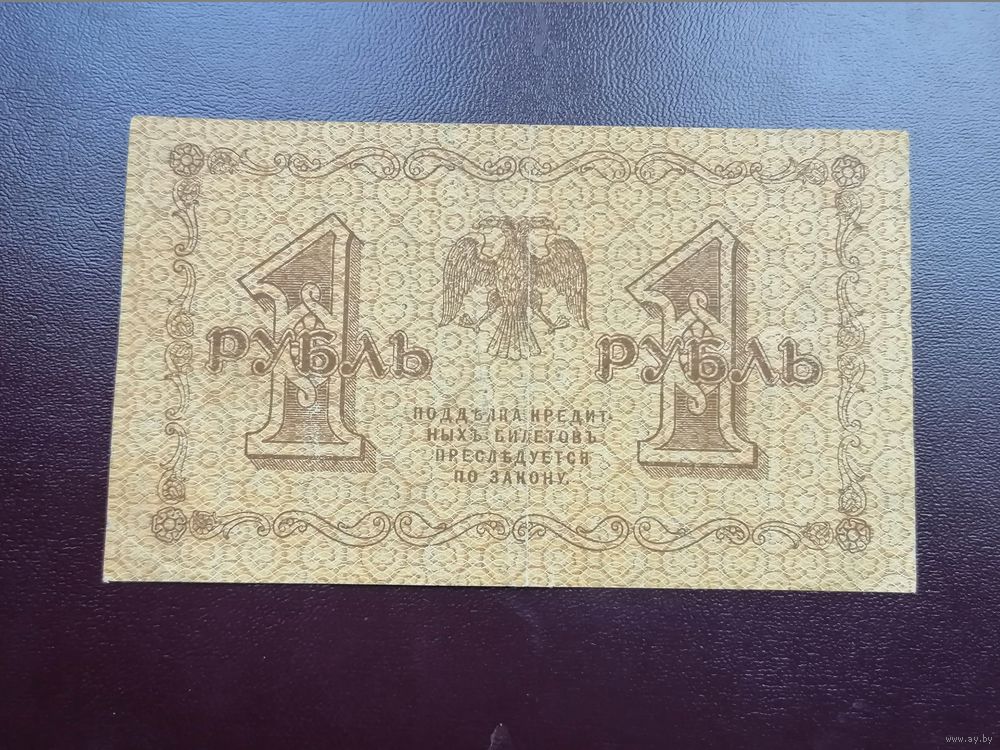 1 1
РУБЛЬ РУБЛЬ
ПОДДѢЛКА КРЕДИТ-
НЫХЪ БИЛЕТОВЪ
ПРЕСЛѢДУЕТСЯ
ПО ЗАКОНУ.
www.ay.by